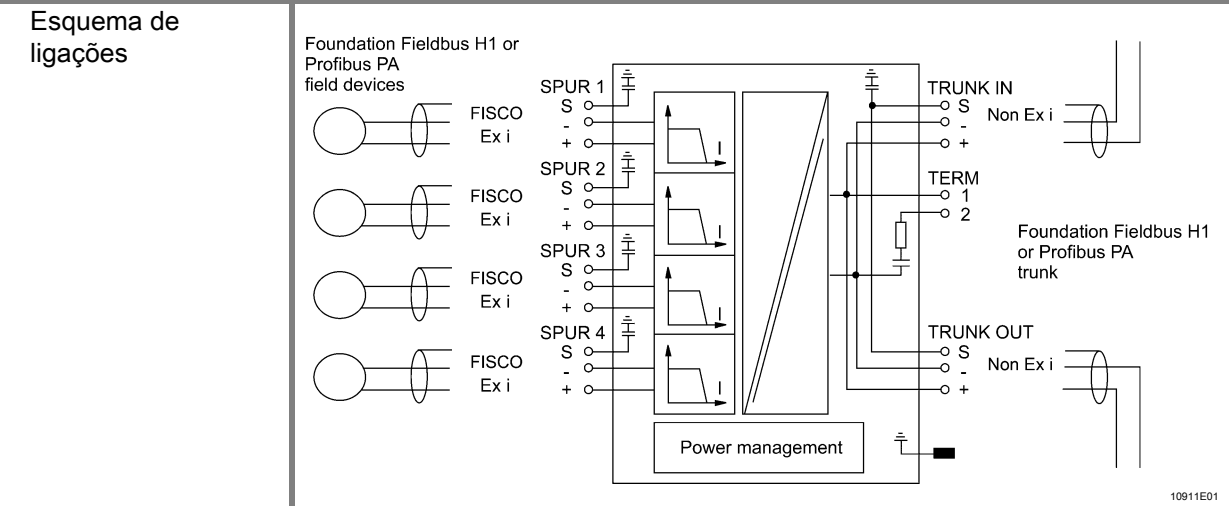 Esquema de
ligações
Foundation Fieldbus H1 or
Profibus PA
field devices
SPUR 1
S
-
+
FISCO
Ex i
I
SPUR 2
S
-
+
FISCO
Ex i
I
SPUR 3
S
-
+
FISCO
Ex i
I
SPUR 4
S
-
+
FISCO
Ex i
I
Power management
TRUNK IN
S
-
+
Non Ex i
TERM
1
2
Foundation Fieldbus H1
or Profibus PA
trunk
TRUNK OUT
S
-
+
Non Ex i
10911E01